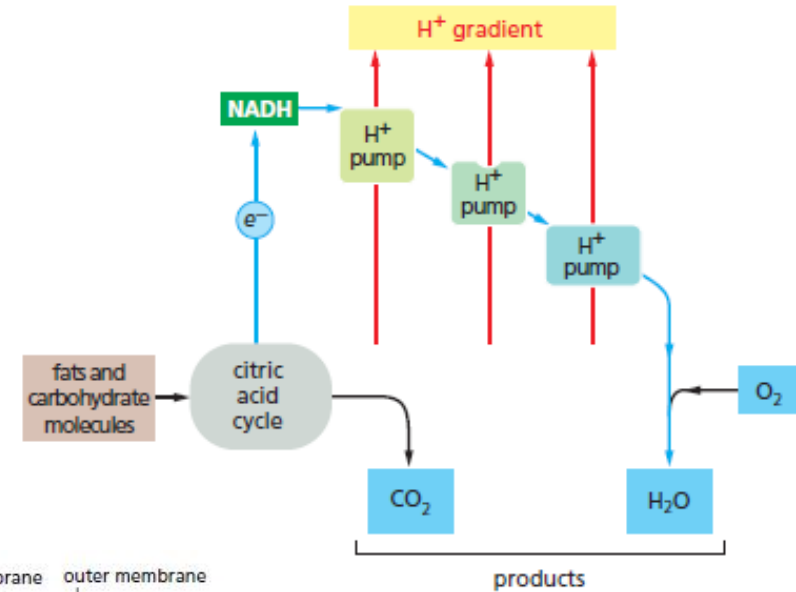 H⁺ gradient
NADH
H⁺
pump
H⁺
pump
e⁻
H⁺
pump
fats and
carbohydrate
molecules
citric
acid
cycle
O₂
CO₂
H₂O
products
outer membrane